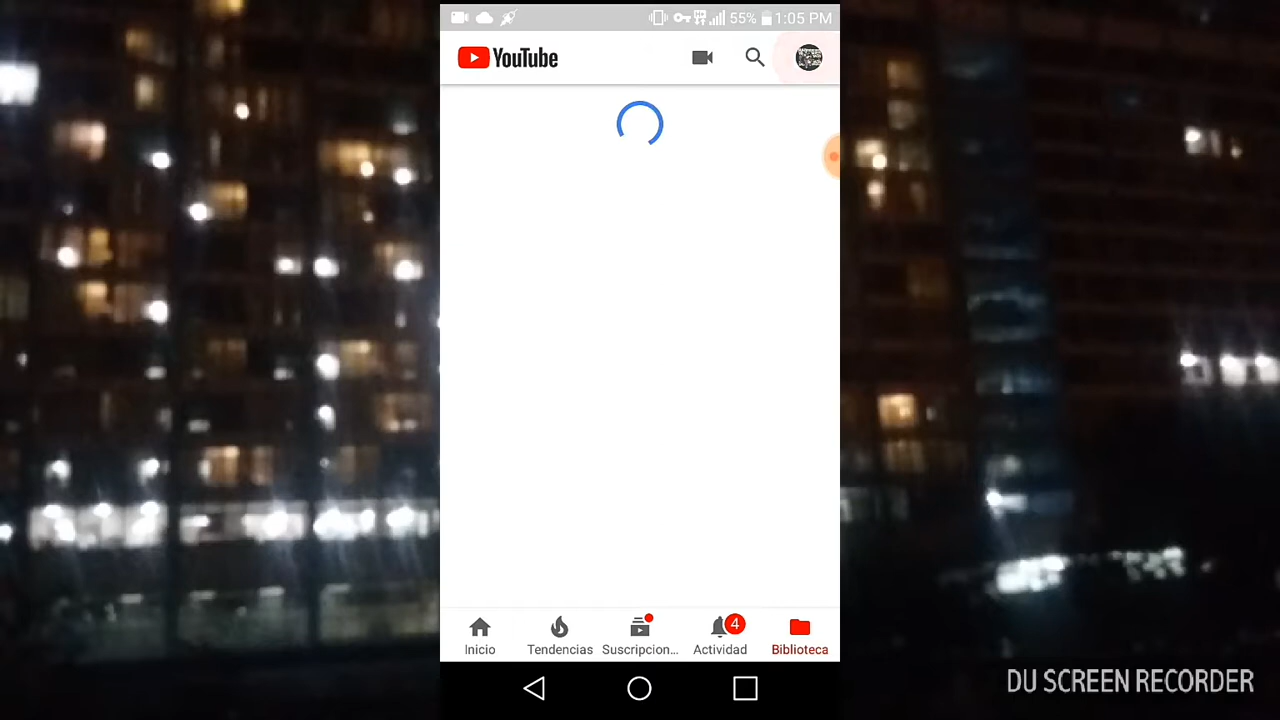 55% 1:05 PM
YouTube
4
Inicio Tendencias Suscripcion... Actividad Biblioteca
DU SCREEN RECORDER